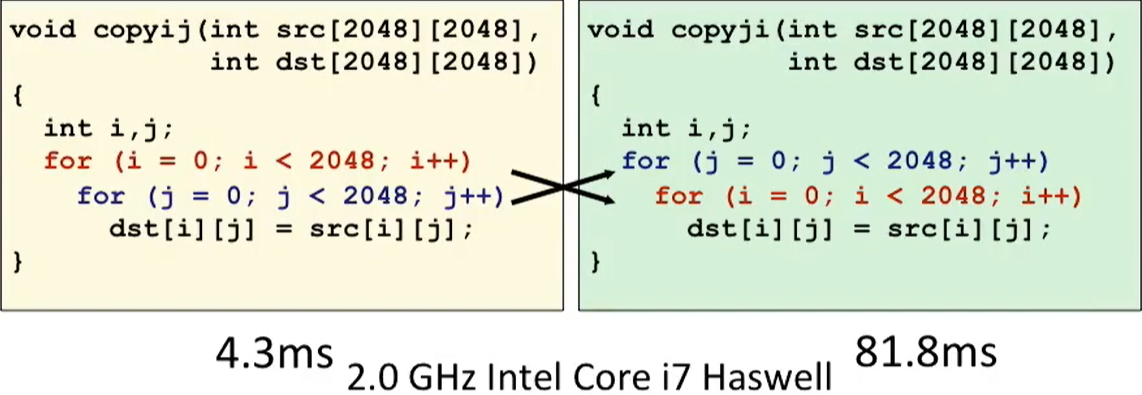 void copyij(int src[2048][2048],
int dst[2048][2048])
{
int i,j;
for (i = 0; i < 2048; i++)
for (j = 0; j < 2048; j++)
dst[i][j] = src[i][j];
}
void copyji(int src[2048][2048],
int dst[2048][2048])
{
int i,j;
for (j = 0; j < 2048; j++)
for (i = 0; i < 2048; i++)
dst[i][j] = src[i][j];
}
4.3ms
81.8ms
2.0 GHz Intel Core i7 Haswell